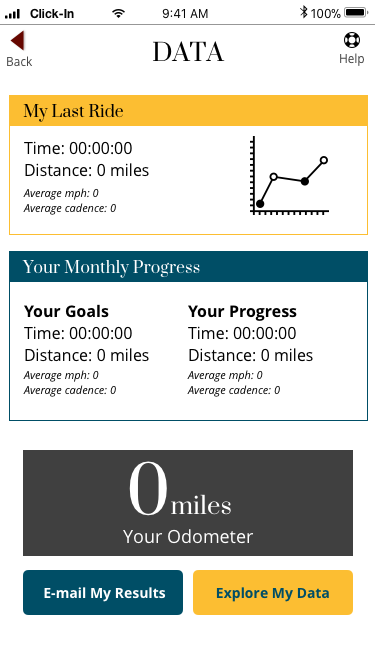 Click-In 9:41 AM 100%
Back DATA Help
My Last Ride
Time: 00:00:00
Distance: 0 miles
Average mph: 0
Average cadence: 0
Your Monthly Progress
Your Goals Your Progress
Time: 00:00:00 Time: 00:00:00
Distance: 0 miles Distance: 0 miles
Average mph: 0 Average mph: 0
Average cadence: 0 Average cadence: 0
0 miles
Your Odometer
E-mail My Results Explore My Data